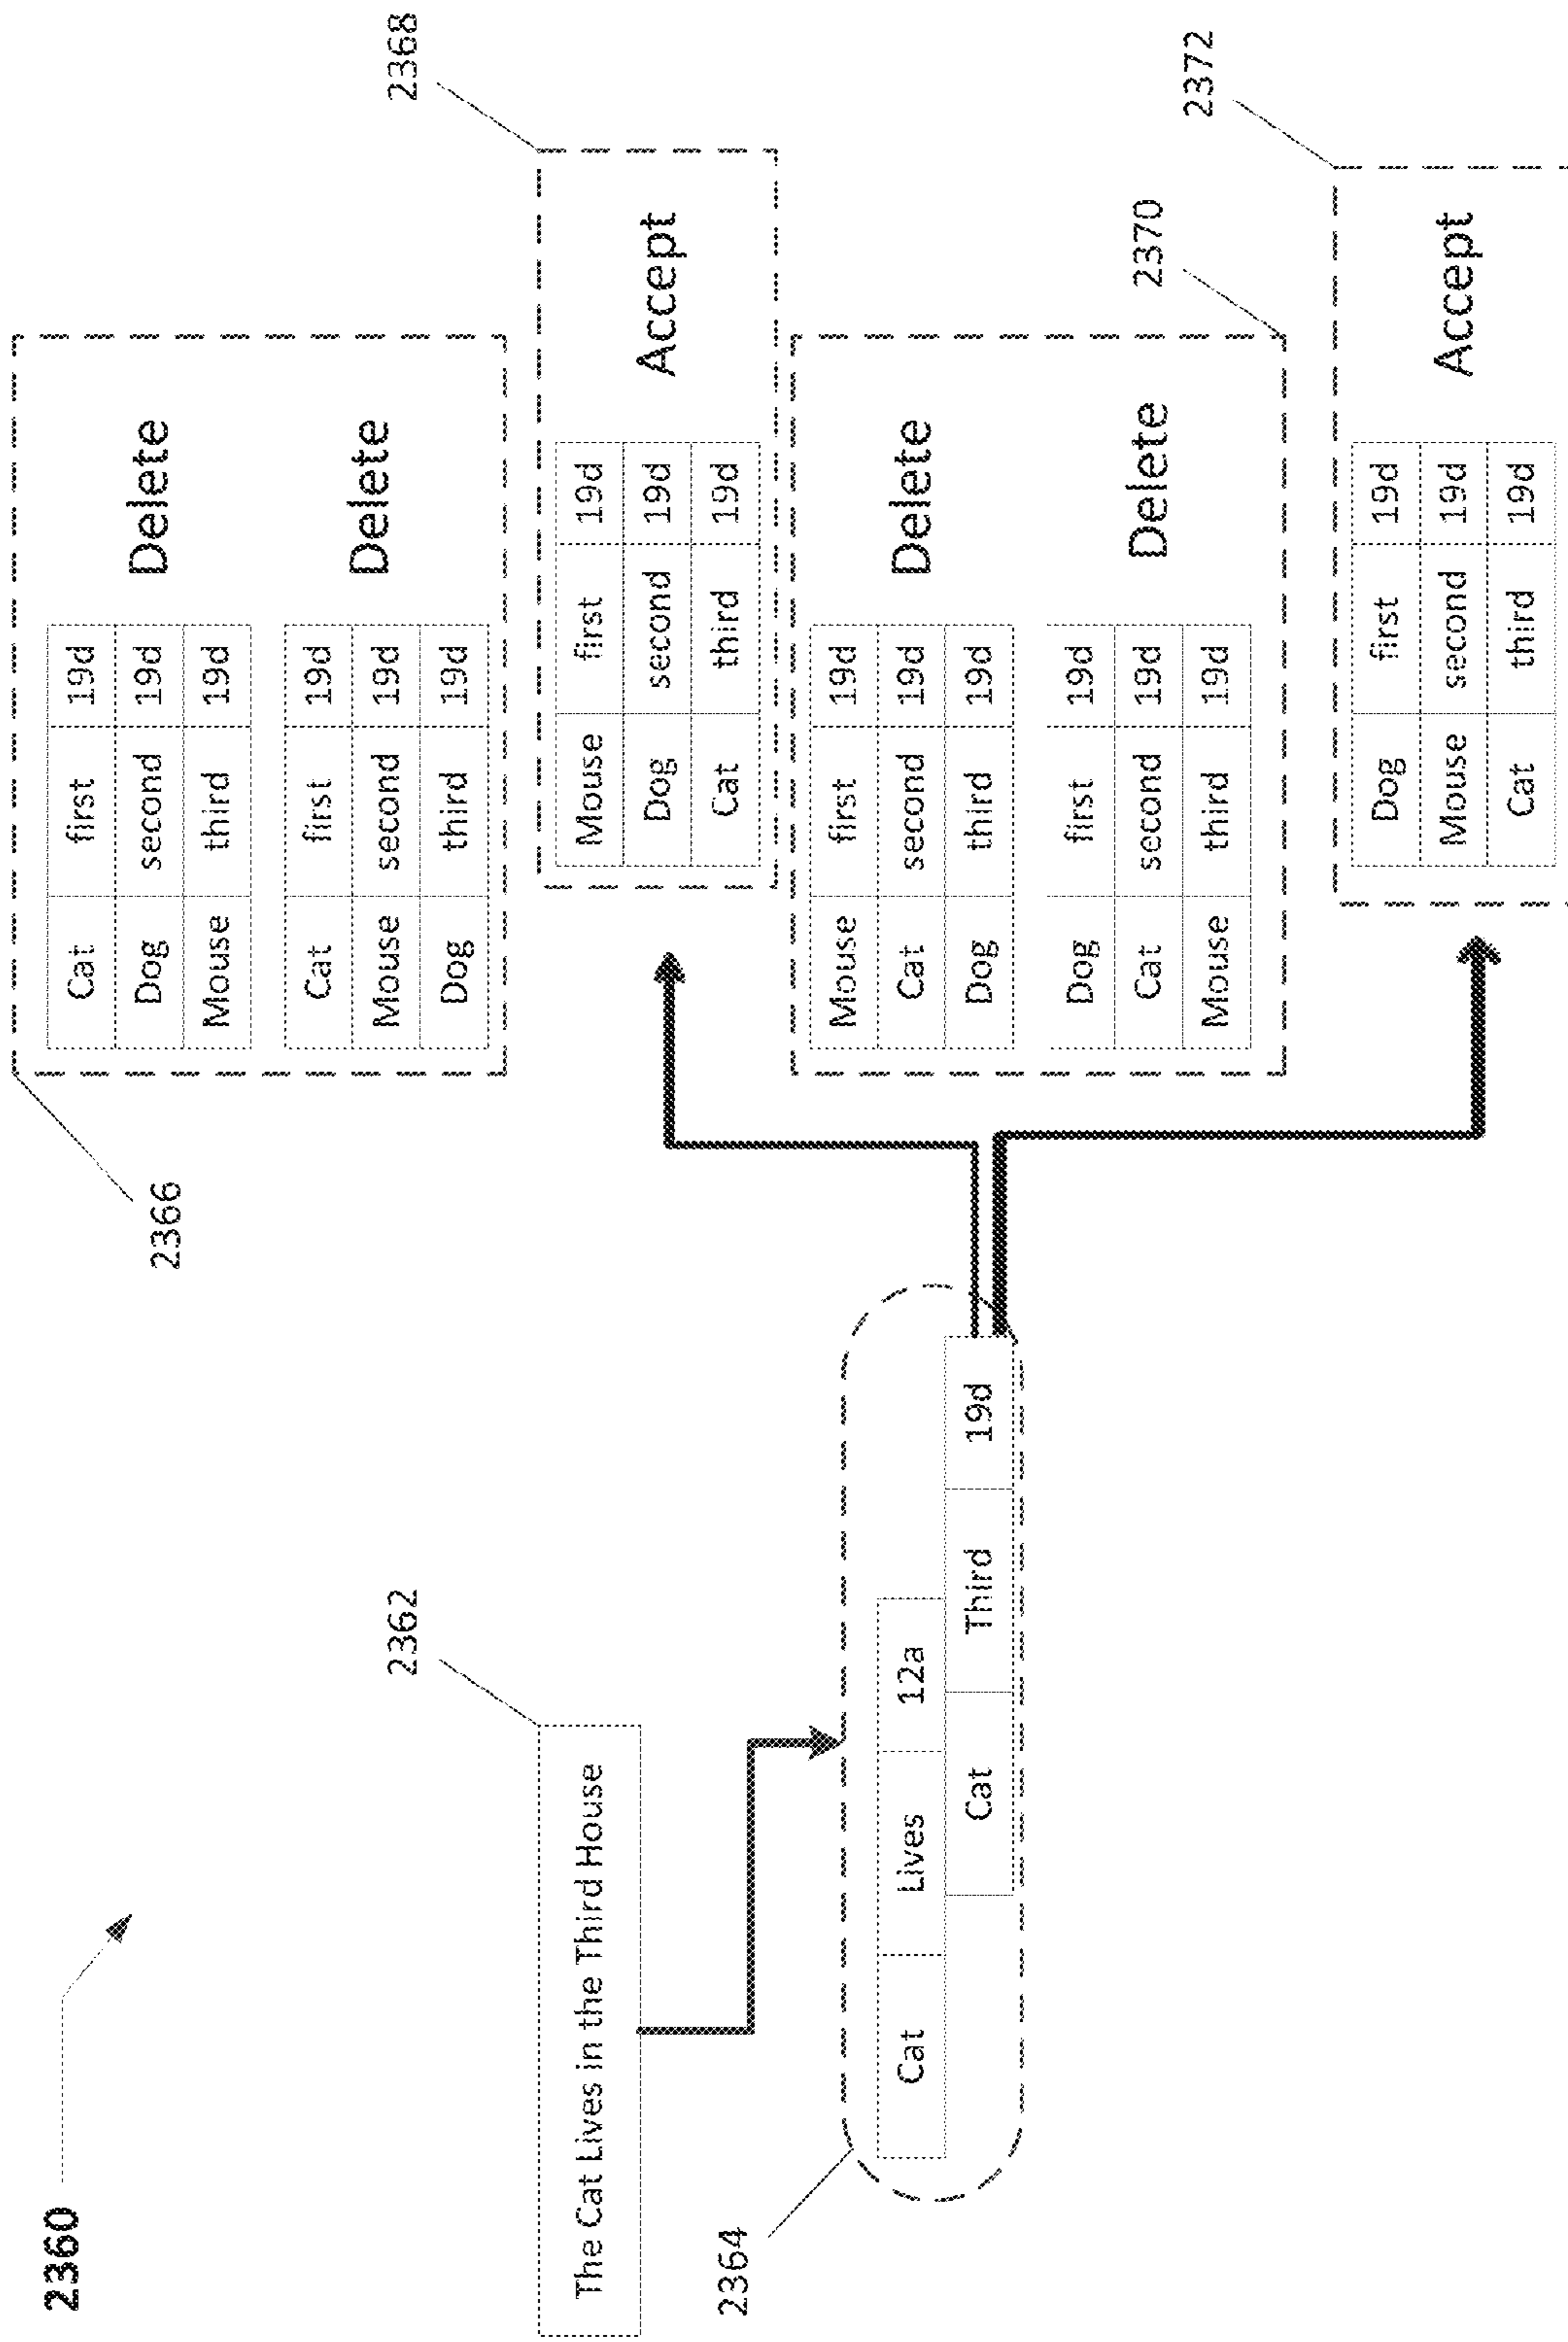 2360
2362
The Cat Lives in the Third House
2364
Cat Lives 12a
Cat Third 19d
2366
Cat first 19d
Dog second 19d
Mouse third 19d
Delete
Cat first 19d
Mouse second 19d
Dog third 19d
Delete
2368
Mouse first 19d
Dog second 19d
Cat third 19d
Accept
2370
Mouse first 19d
Cat second 19d
Dog third 19d
Delete
Dog first 19d
Cat second 19d
Mouse third 19d
Delete
2372
Dog first 19d
Mouse second 19d
Cat third 19d
Accept